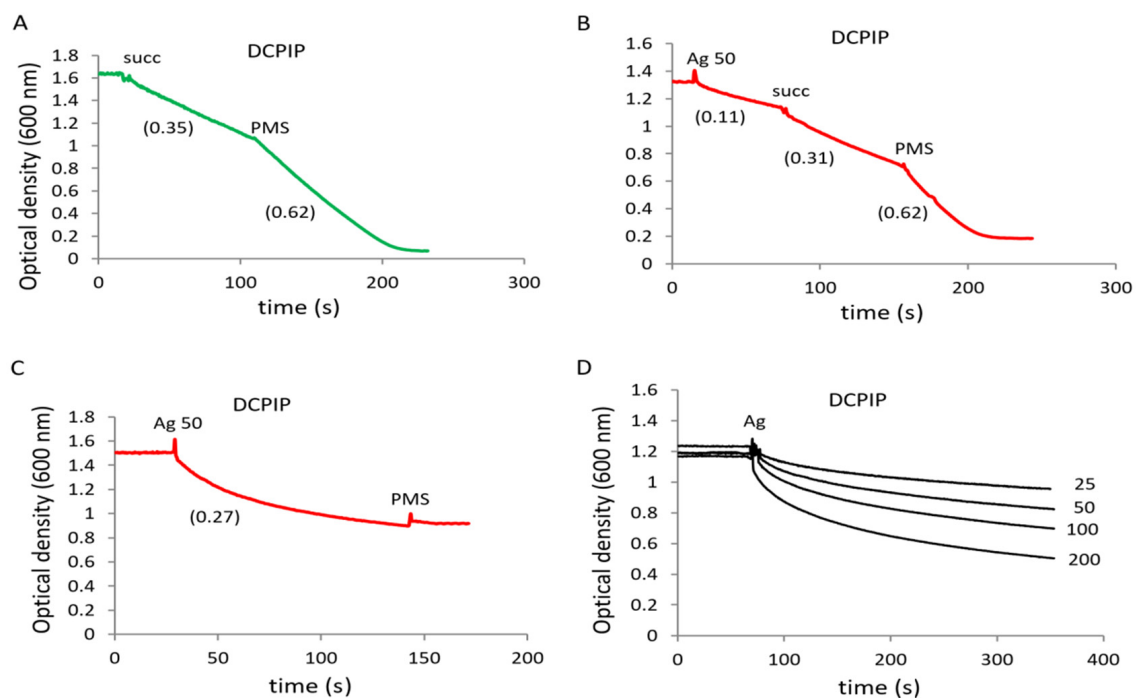 A
DCPIP
succ
PMS
(0.35)
(0.62)
Optical density (600 nm)
1.8
1.6
1.4
1.2
1
0.8
0.6
0.4
0.2
0
0 100 200 300
time (s)
B
DCPIP
Ag 50
succ
PMS
(0.11)
(0.31)
(0.62)
Optical density (600 nm)
1.6
1.4
1.2
1
0.8
0.6
0.4
0.2
0
0 100 200 300
time (s)
C
DCPIP
Ag 50
PMS
(0.27)
Optical density (600 nm)
1.8
1.6
1.4
1.2
1
0.8
0.6
0.4
0.2
0
0 50 100 150 200
time (s)
D
DCPIP
Ag
25
50
100
200
Optical density (600 nm)
1.6
1.4
1.2
1
0.8
0.6
0.4
0.2
0
0 100 200 300 400
time (s)